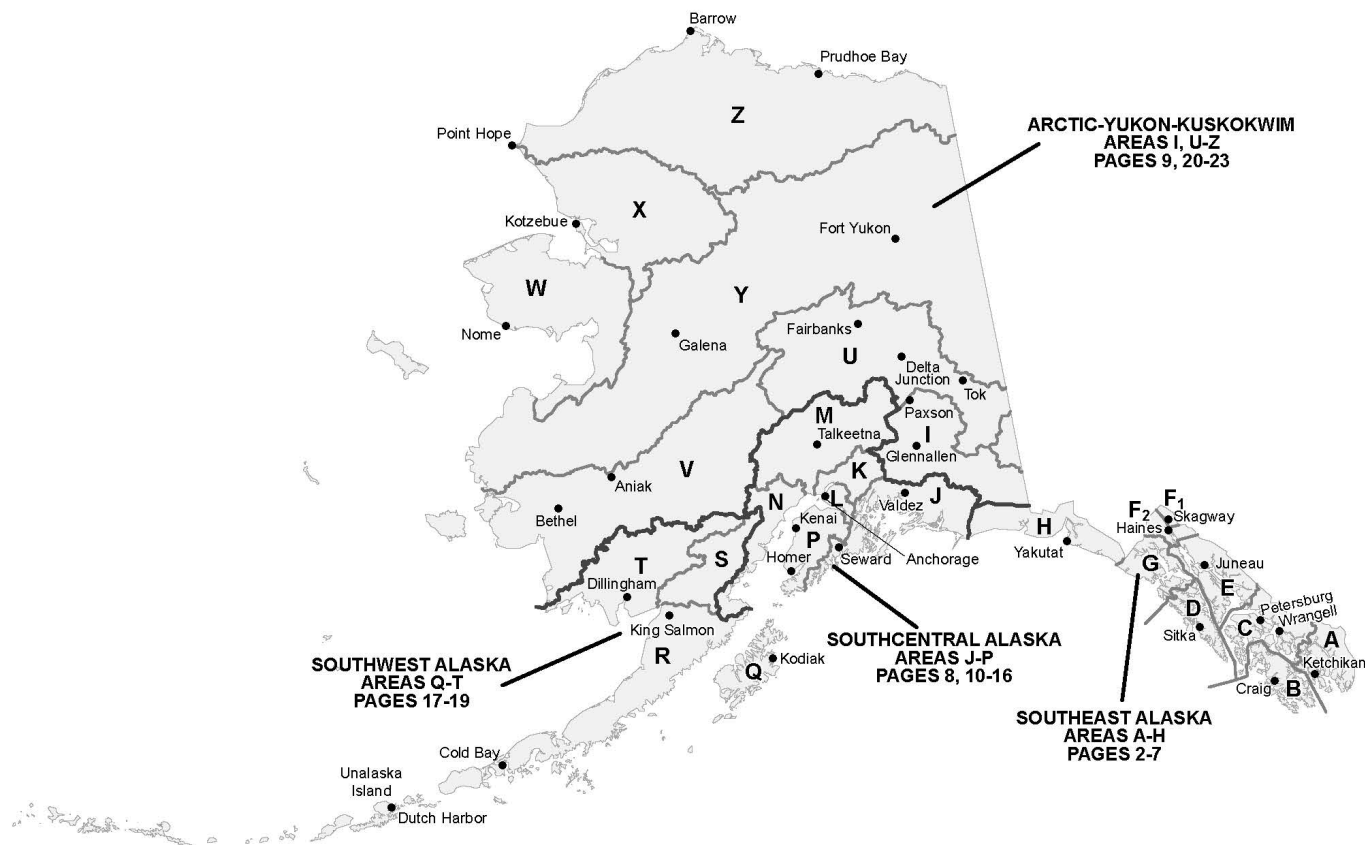 Barrow
Prudhoe Bay
Z
ARCTIC-YUKON-KUSKOKWIM
AREAS I, U-Z
PAGES 9, 20-23
Point Hope
X
Kotzebue
Fort Yukon
W
Y
Nome
Galena
Fairbanks
U
Delta
Junction
Tok
Paxson
M
Talkeetna
I
Glennallen
V
K
Aniak
N
L
J
Valdez
Bethel
Kenai
P
Anchorage
Seward
Homer
H
Yakutat
F2
F1
Skagway
Haines
G
Juneau
E
D
Sitka
C
Petersburg
Wrangell
A
Ketchikan
Craig
B
T
S
Dillingham
King Salmon
R
Q
Kodiak
SOUTHWEST ALASKA
AREAS Q-T
PAGES 17-19
SOUTHCENTRAL ALASKA
AREAS J-P
PAGES 8, 10-16
SOUTHEAST ALASKA
AREAS A-H
PAGES 2-7
Cold Bay
Unalaska
Island
Dutch Harbor